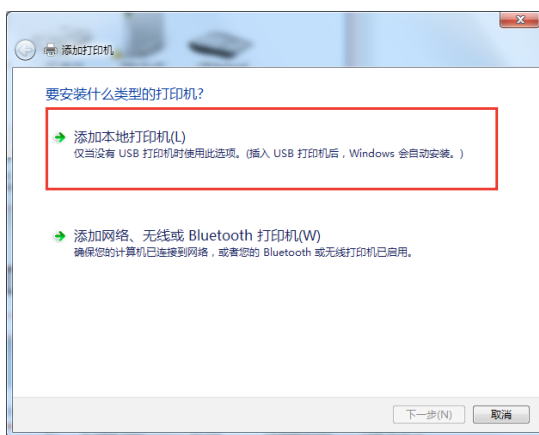 添加打印机
要安装什么类型的打印机?
添加本地打印机(L)
仅当没有 USB 打印机时使用此选项。(插入 USB 打印机后，Windows 会自动安装。)
添加网络、无线或 Bluetooth 打印机(W)
确保您的计算机已连接到网络，或者您的 Bluetooth 或无线打印机已启用。
下一步(N) 取消